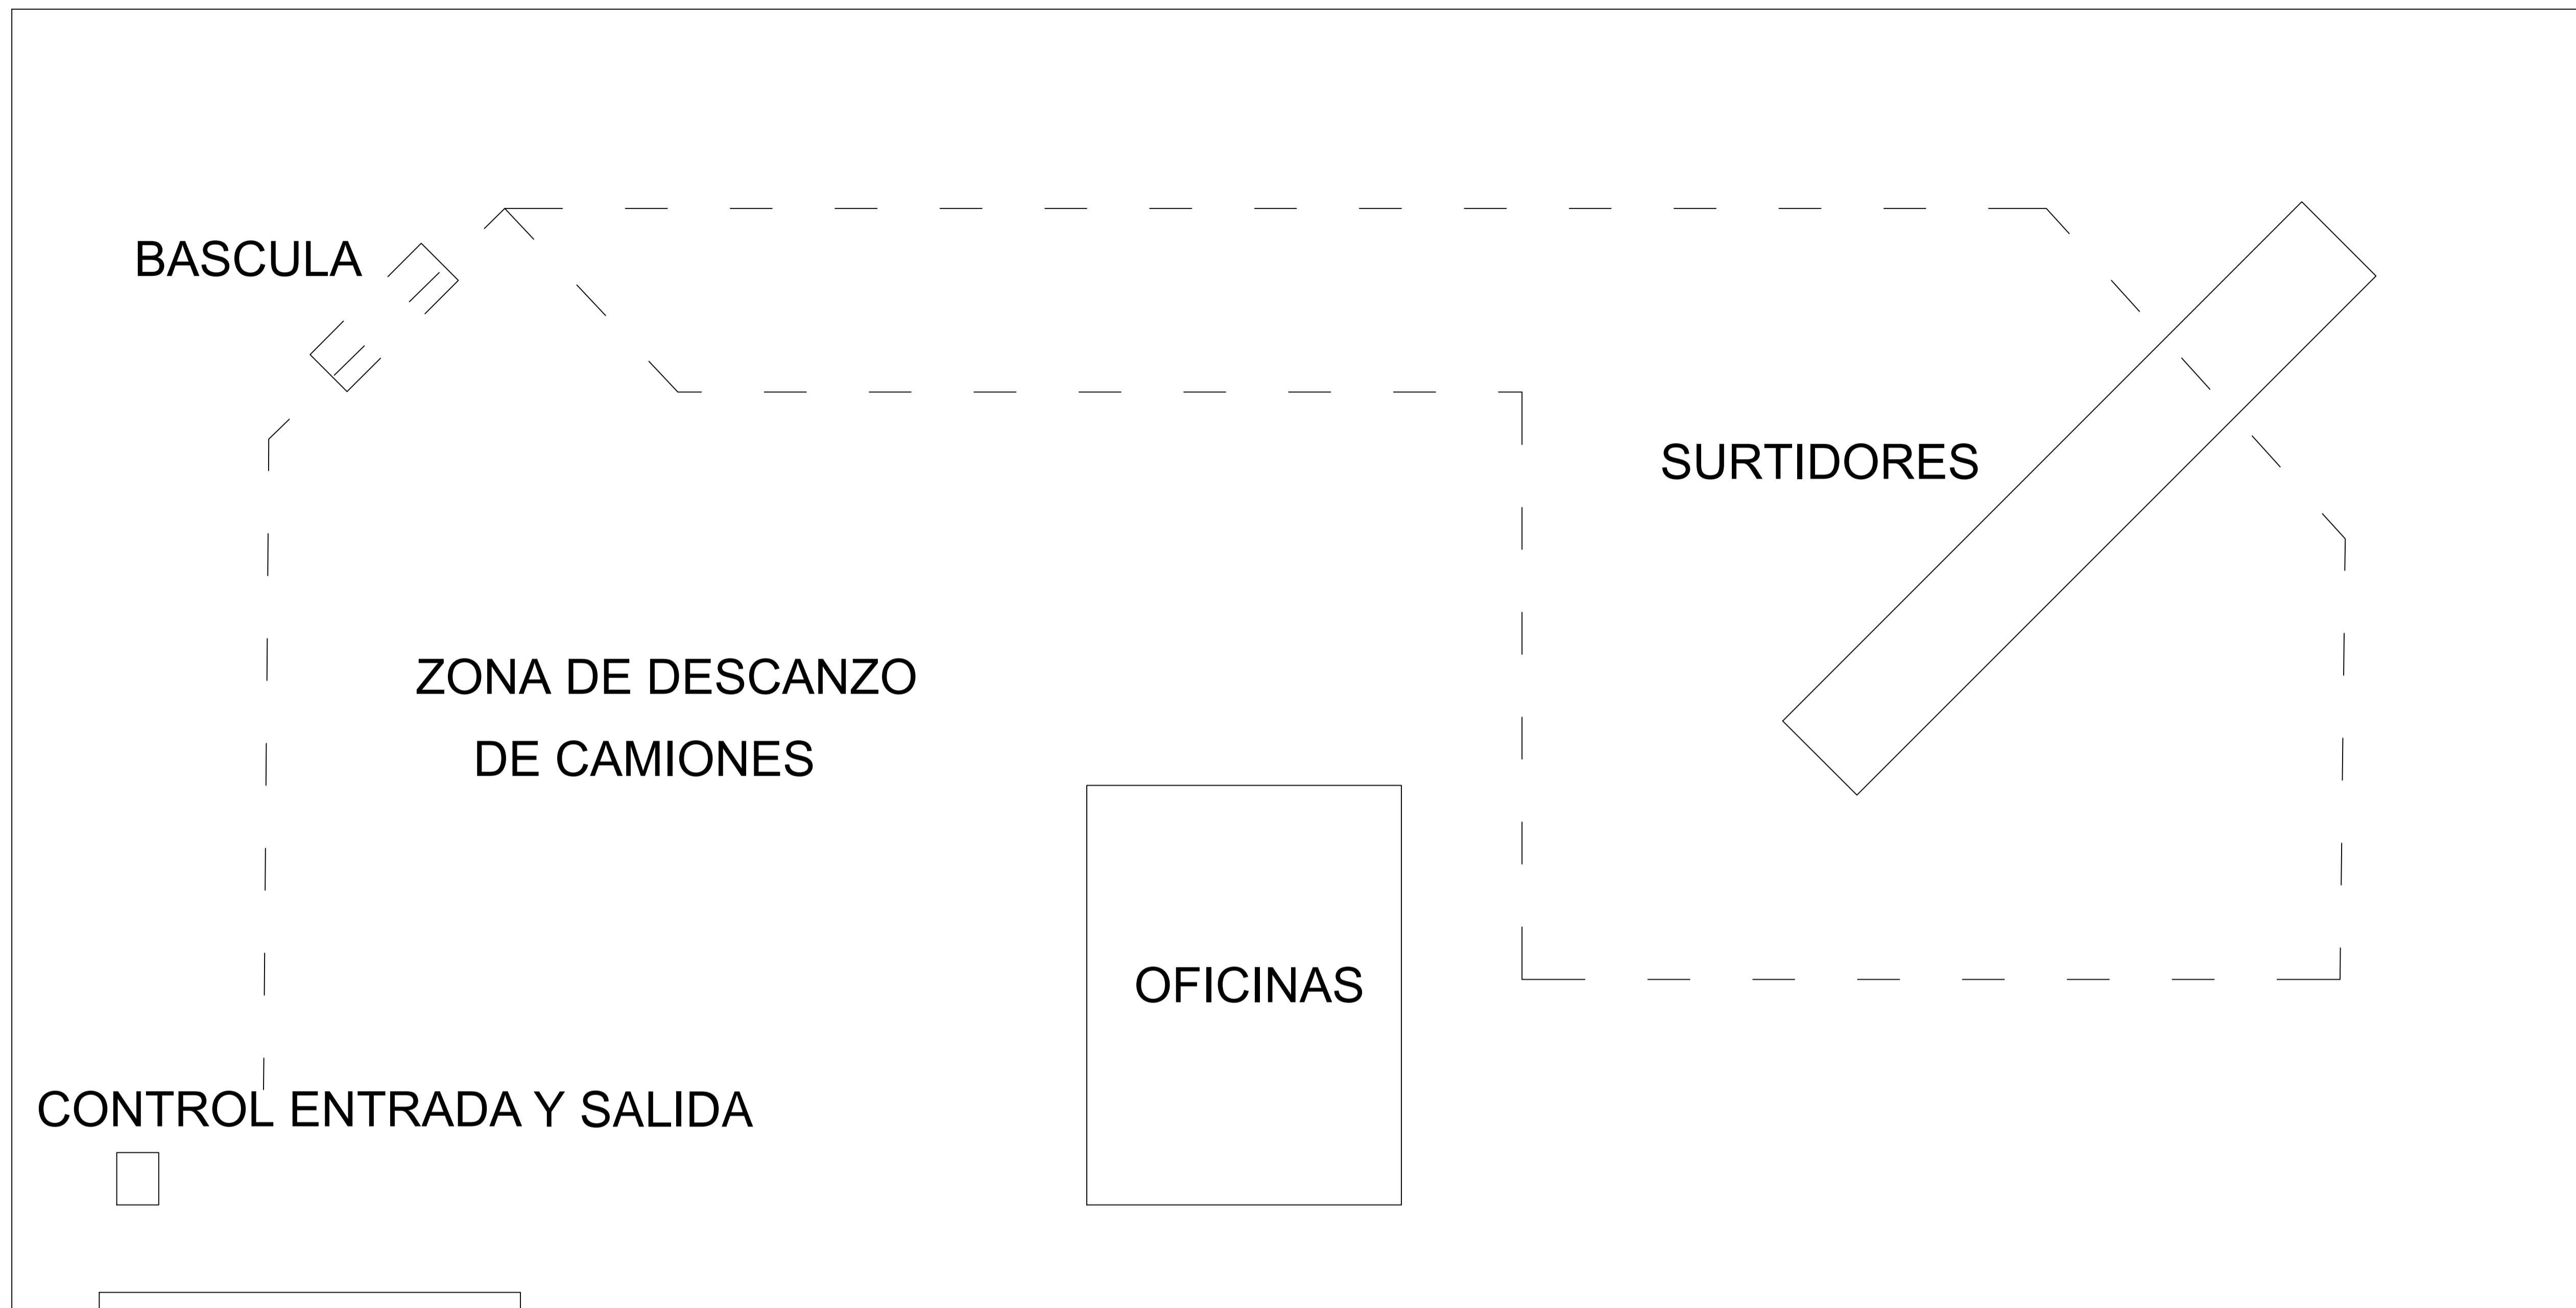 BASCULA
SURTIDORES
ZONA DE DESCANZO
DE CAMIONES
OFICINAS
CONTROL ENTRADA Y SALIDA